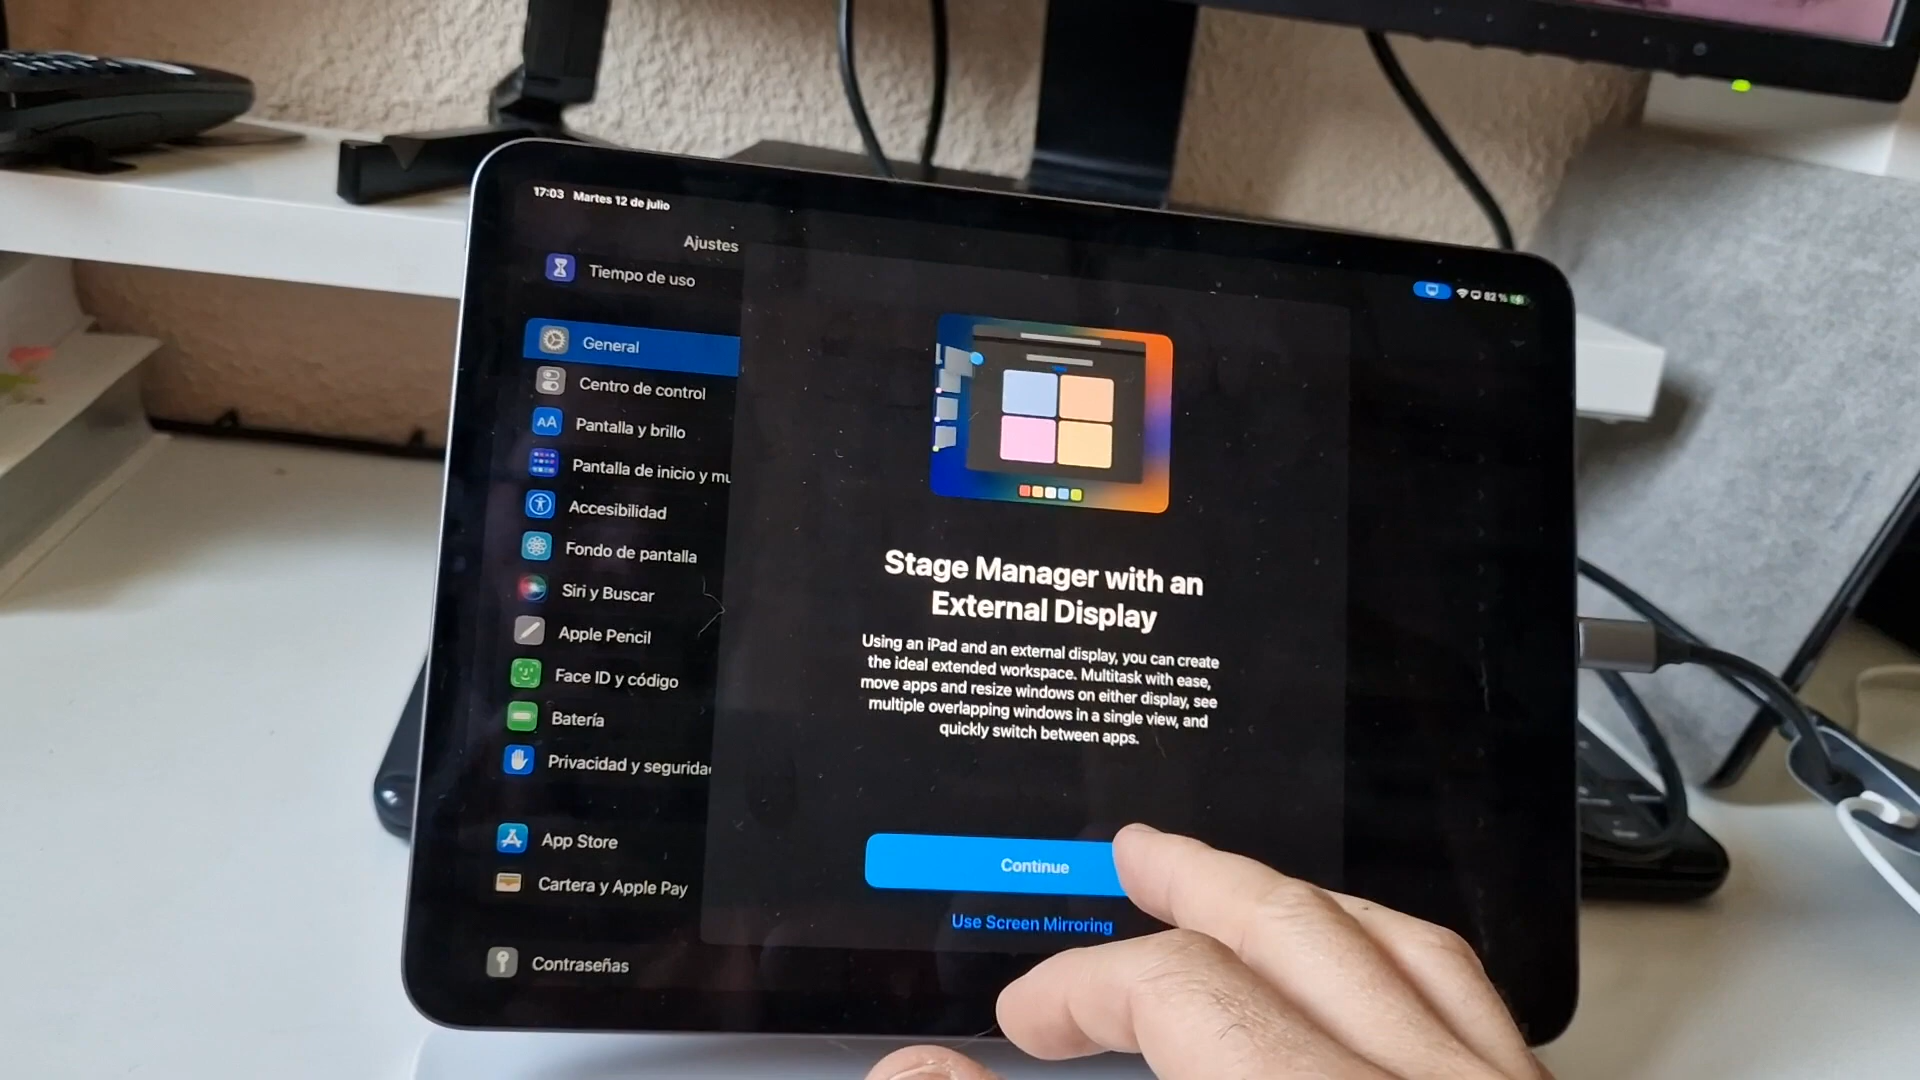 17:03 Martes 12 de julio
82 %
Ajustes
Tiempo de uso
General
Centro de control
AA Pantalla y brillo
Pantalla de inicio y mu
Accesibilidad
Fondo de pantalla
Siri y Buscar
Apple Pencil
Face ID y código
Batería
Privacidad y segurida
App Store
Cartera y Apple Pay
Contraseñas
Stage Manager with an
External Display
Using an iPad and an external display, you can create
the ideal extended workspace. Multitask with ease,
move apps and resize windows on either display, see
multiple overlapping windows in a single view, and
quickly switch between apps.
Continue
Use Screen Mirroring